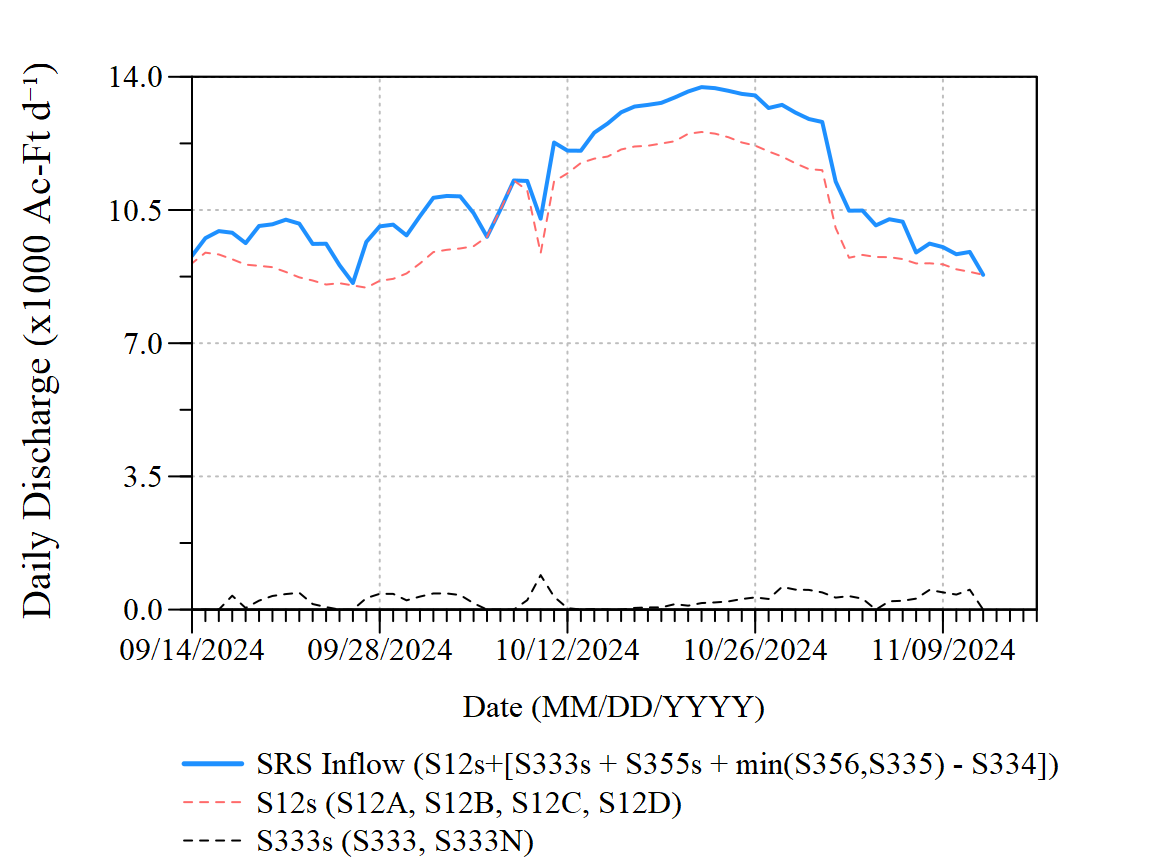 Daily Discharge (x1000 Ac-Ft d⁻¹)
14.0
10.5
7.0
3.5
0.0
09/14/2024 09/28/2024 10/12/2024 10/26/2024 11/09/2024
Date (MM/DD/YYYY)
SRS Inflow (S12s+[S333s + S355s + min(S356,S335) - S334])
S12s (S12A, S12B, S12C, S12D)
S333s (S333, S333N)